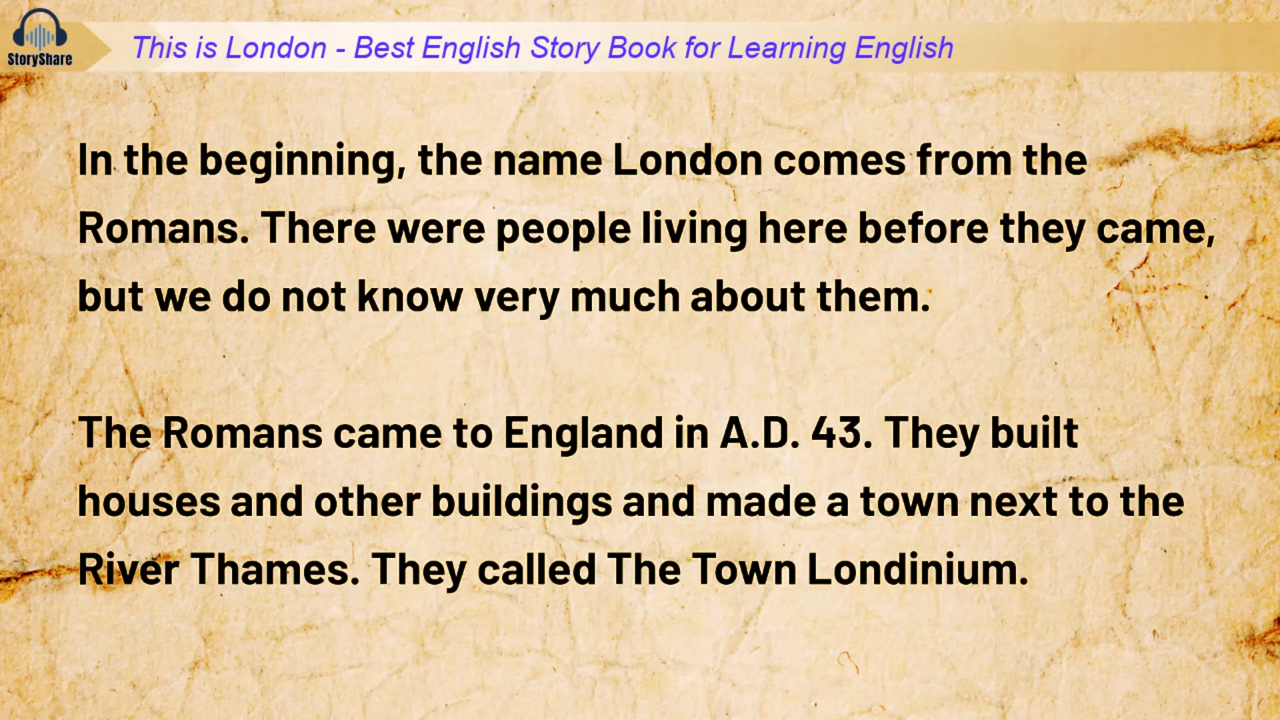 StoryShare
This is London - Best English Story Book for Learning English
In the beginning, the name London comes from the
Romans. There were people living here before they came,
but we do not know very much about them.
The Romans came to England in A.D. 43. They built
houses and other buildings and made a town next to the
River Thames. They called The Town Londinium.